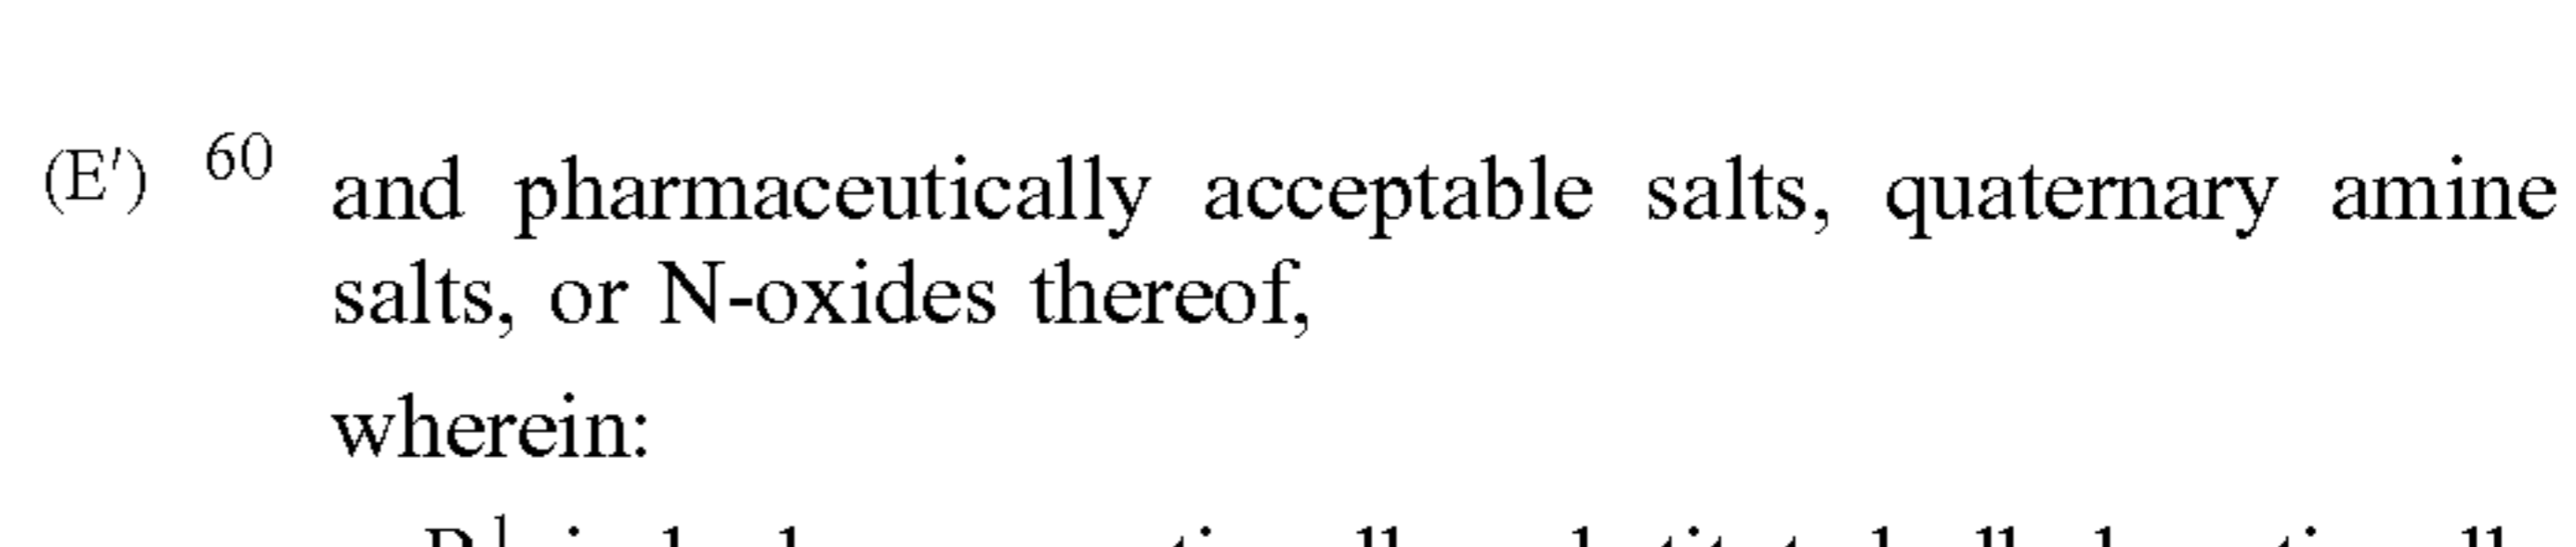 (E′) 60 and pharmaceutically acceptable salts, quaternary amine
salts, or N-oxides thereof,
wherein: